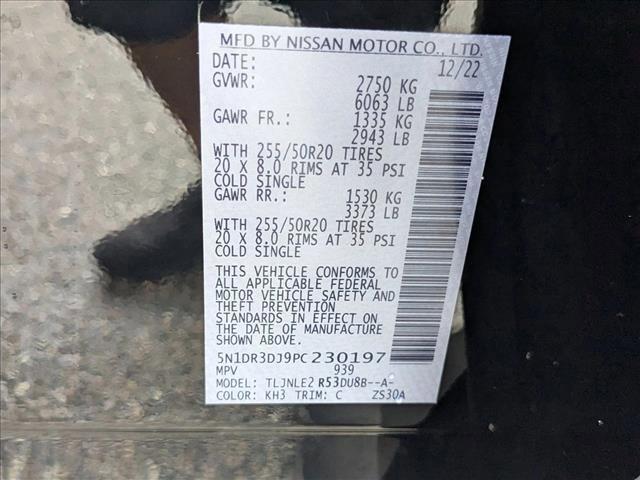 MFD BY NISSAN MOTOR CO., LTD.
DATE: 12/22
GVWR: 2750 KG
6063 LB
GAWR FR.: 1335 KG
2943 LB
WITH 255/50R20 TIRES
20 X 8.0 RIMS AT 35 PSI
COLD SINGLE
GAWR RR.: 1530 KG
3373 LB
WITH 255/50R20 TIRES
20 X 8.0 RIMS AT 35 PSI
COLD SINGLE
THIS VEHICLE CONFORMS TO
ALL APPLICABLE FEDERAL
MOTOR VEHICLE SAFETY AND
THEFT PREVENTION
STANDARDS IN EFFECT ON
THE DATE OF MANUFACTURE
SHOWN ABOVE.
5N1DR3DJ9PC230197
MPV 939
MODEL: TLJNLE2 R53DU8B--A-
COLOR: KH3 TRIM: C ZS30A